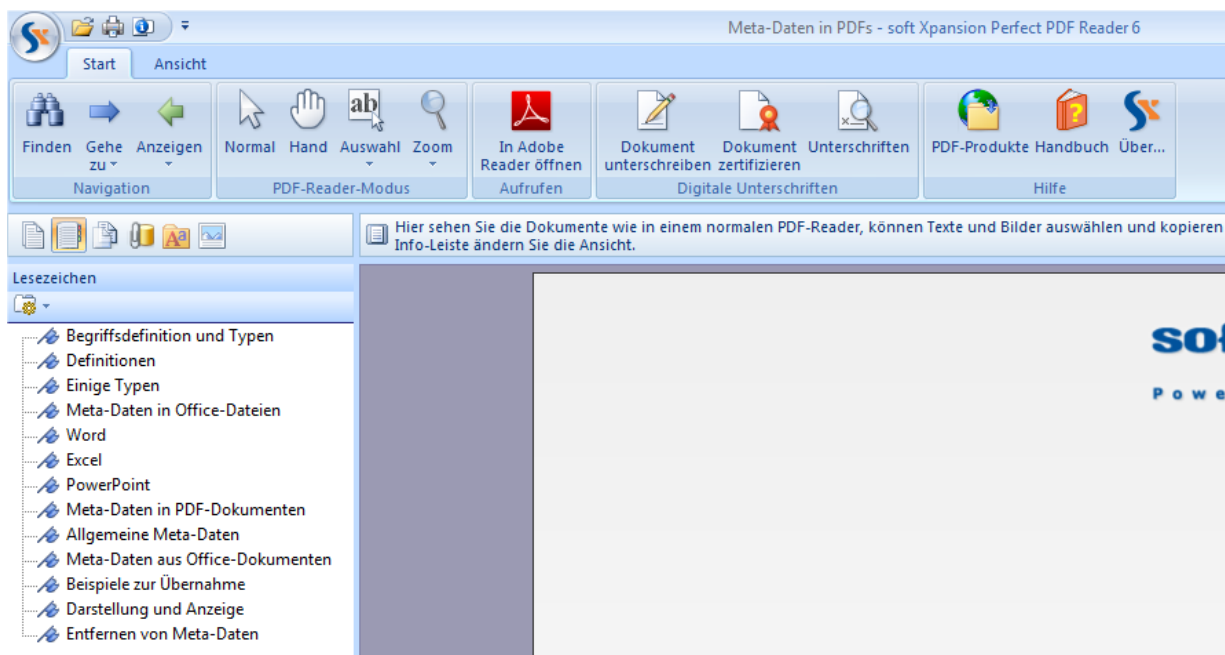 Meta-Daten in PDFs - soft Xpansion Perfect PDF Reader 6
Start Ansicht
Finden Gehe zu Anzeigen Normal Hand Auswahl Zoom In Adobe Reader öffnen Dokument unterschreiben Dokument zertifizieren Unterschriften PDF-Produkte Handbuch Über...
Navigation PDF-Reader-Modus Aufrufen Digitale Unterschriften Hilfe
Hier sehen Sie die Dokumente wie in einem normalen PDF-Reader, können Texte und Bilder auswählen und kopieren
Info-Leiste ändern Sie die Ansicht.
Lesezeichen
Begriffsdefinition und Typen
Definitionen
Einige Typen
Meta-Daten in Office-Dateien
Word
Excel
PowerPoint
Meta-Daten in PDF-Dokumenten
Allgemeine Meta-Daten
Meta-Daten aus Office-Dokumenten
Beispiele zur Übernahme
Darstellung und Anzeige
Entfernen von Meta-Daten